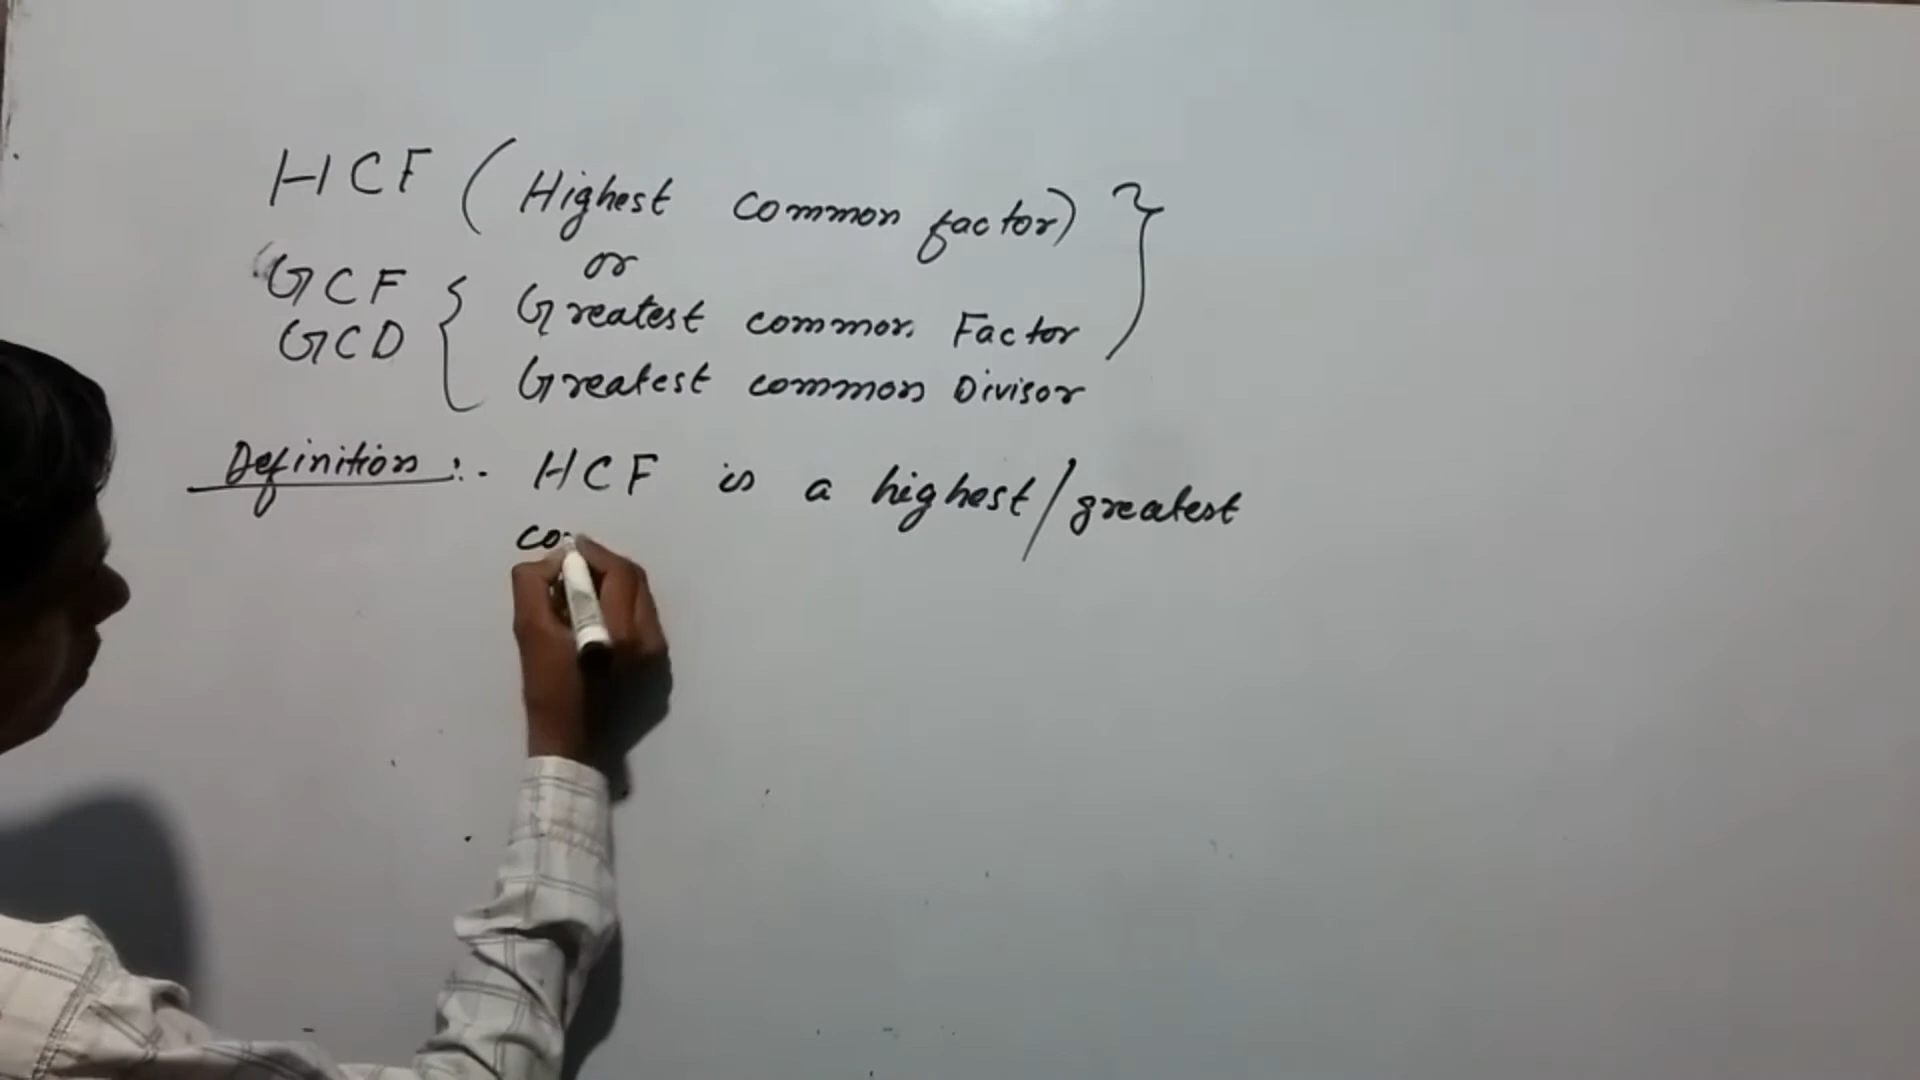 HCF ( Highest common factor) }
or
GCF { Greatest common Factor
GCD Greatest common Divisor
Definition :- HCF is a highest/greatest
co